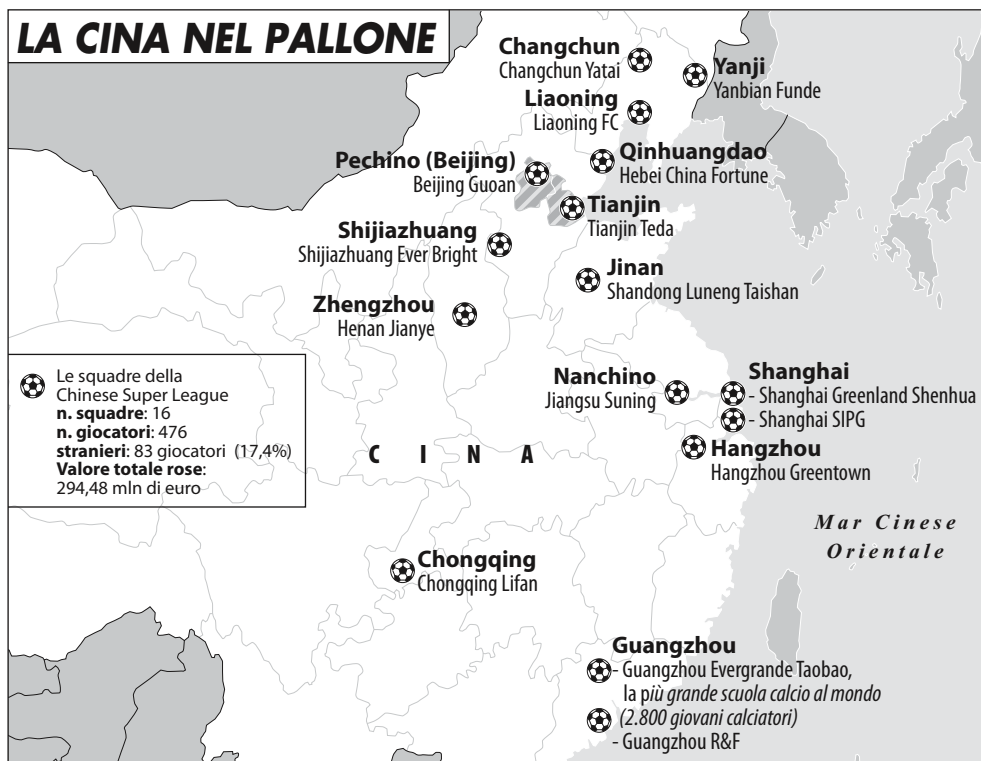 LA CINA NEL PALLONE
Changchun
Changchun Yatai
Yanji
Yanbian Funde
Liaoning
Liaoning FC
Pechino (Beijing)
Beijing Guoan
Qinhuangdao
Hebei China Fortune
Tianjin
Tianjin Teda
Shijiazhuang
Shijiazhuang Ever Bright
Jinan
Shandong Luneng Taishan
Zhengzhou
Henan Jianye
Le squadre della
Chinese Super League
n. squadre: 16
n. giocatori: 476
stranieri: 83 giocatori (17,4%)
Valore totale rose:
294,48 mln di euro
Nanchino
Jiangsu Suning
Shanghai
- Shanghai Greenland Shenhua
- Shanghai SIPG
Hangzhou
Hangzhou Greentown
C I N A
Mar Cinese
Orientale
Chongqing
Chongqing Lifan
Guangzhou
- Guangzhou Evergrande Taobao,
la più grande scuola calcio al mondo
(2.800 giovani calciatori)
- Guangzhou R&F